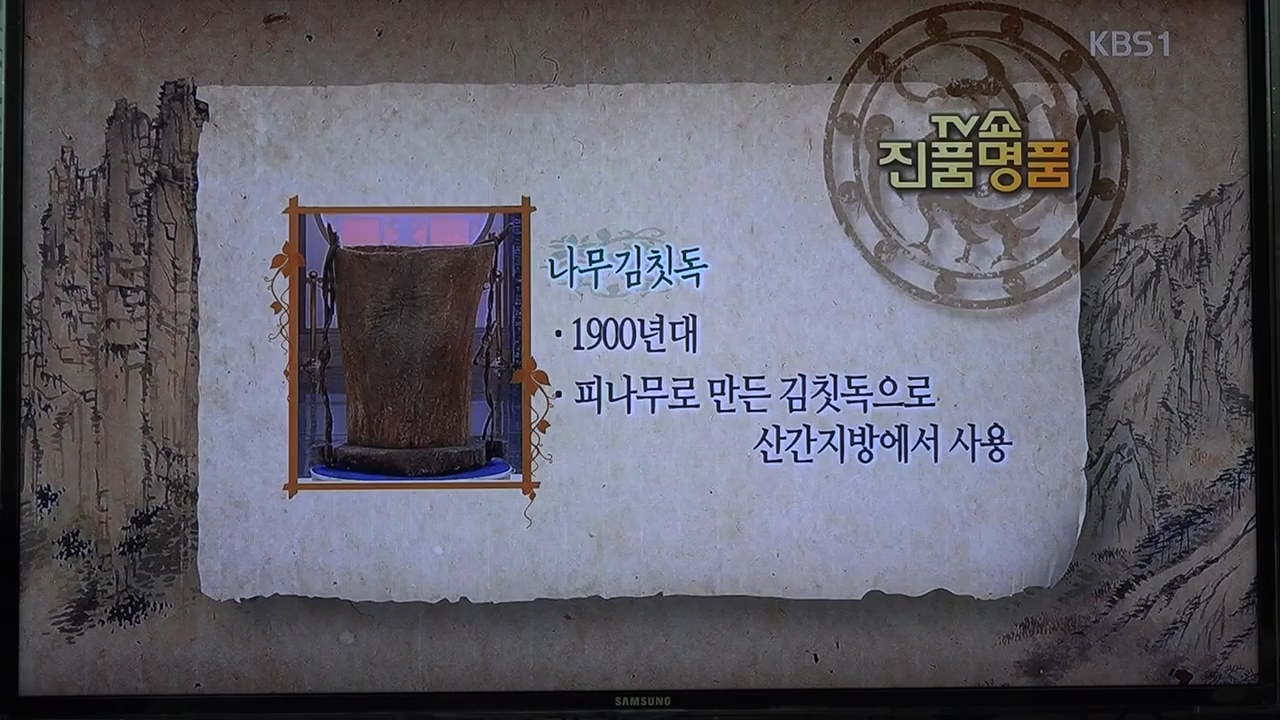 KBS1
TV쇼
진품명품
나무김칫독
· 1900년대
· 피나무로 만든 김칫독으로
산간지방에서 사용
SAMSUNG